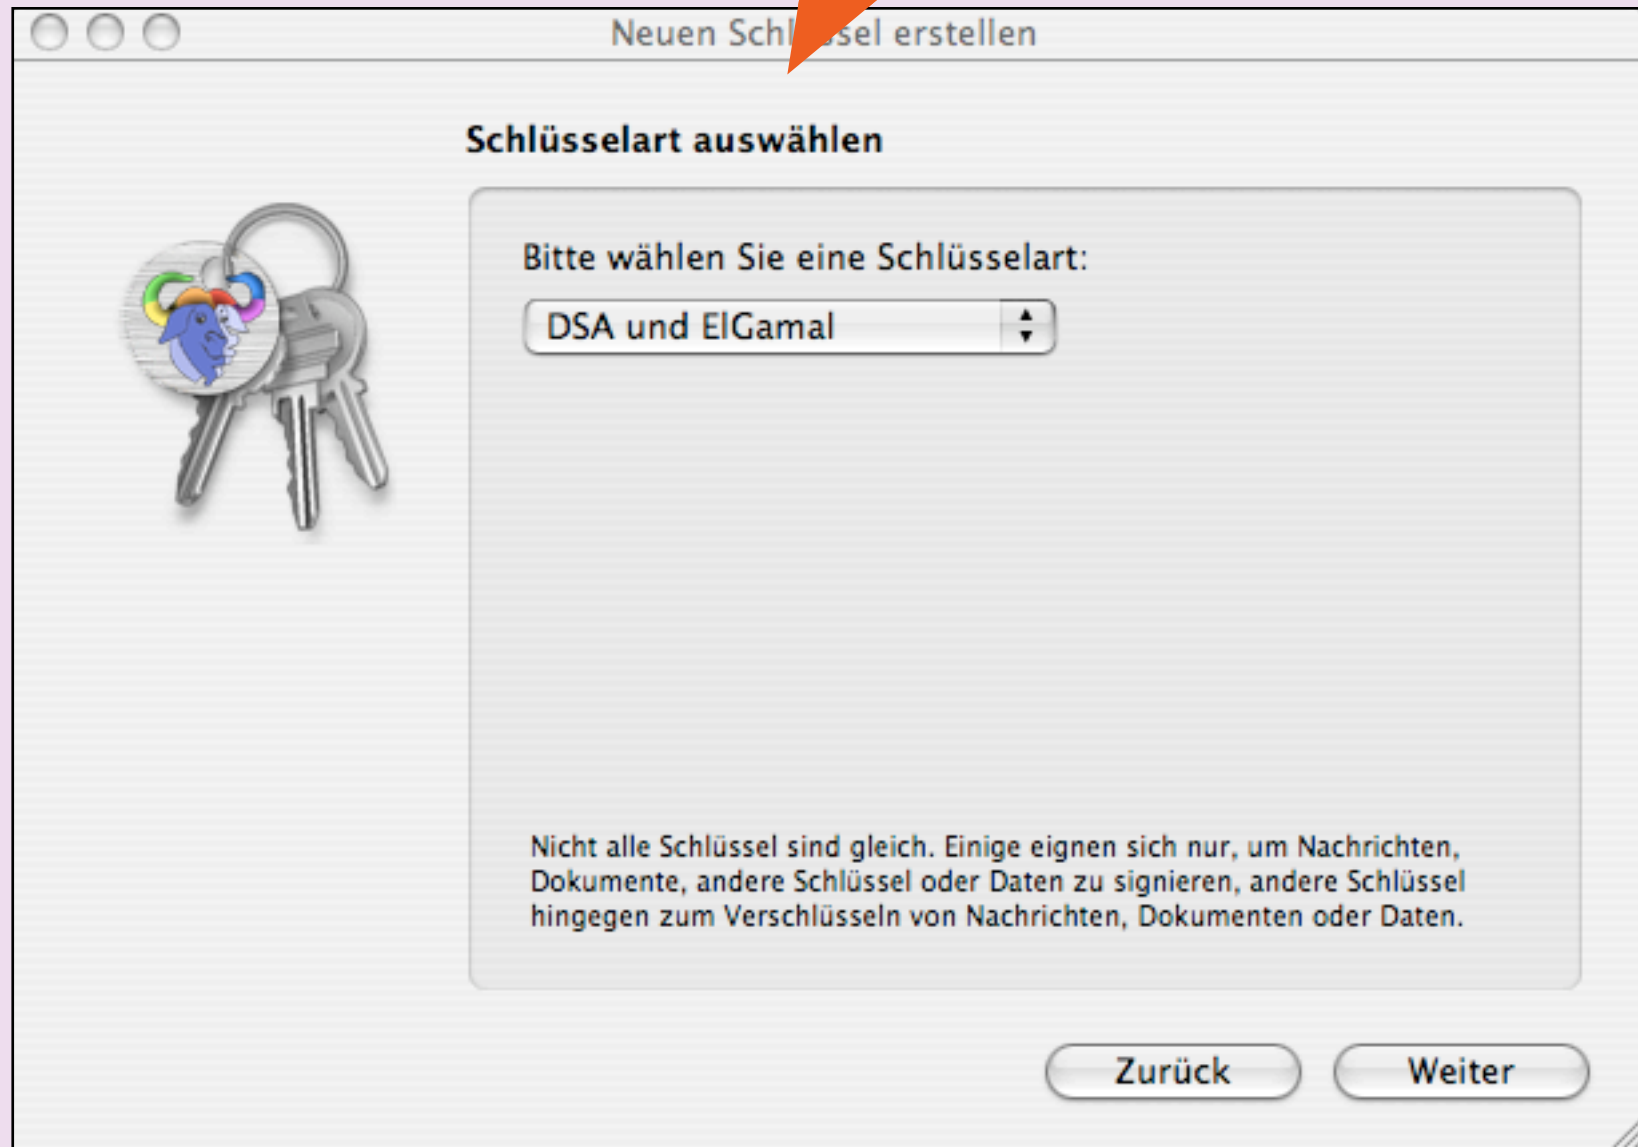 Neuen Schlüssel erstellen
Schlüsselart auswählen
Bitte wählen Sie eine Schlüsselart:
DSA und ElGamal
Nicht alle Schlüssel sind gleich. Einige eignen sich nur, um Nachrichten,
Dokumente, andere Schlüssel oder Daten zu signieren, andere Schlüssel
hingegen zum Verschlüsseln von Nachrichten, Dokumenten oder Daten.
Zurück
Weiter